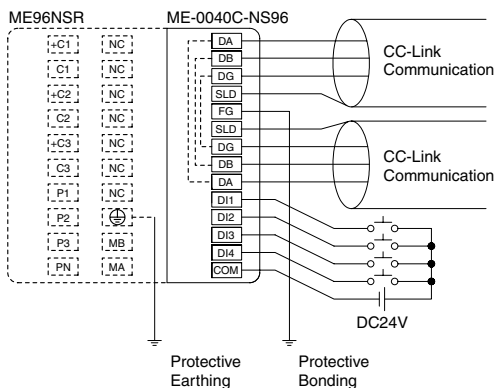 ME96NSR
ME-0040C-NS96
+C1 NC
C1 NC
+C2 NC
C2 NC
+C3 NC
C3 NC
P1 NC
P2
P3 MB
PN MA
DA
DB
DG
SLD
FG
SLD
DG
DB
DA
DI1
DI2
DI3
DI4
COM
CC-Link
Communication
CC-Link
Communication
DC24V
Protective
Earthing
Protective
Bonding